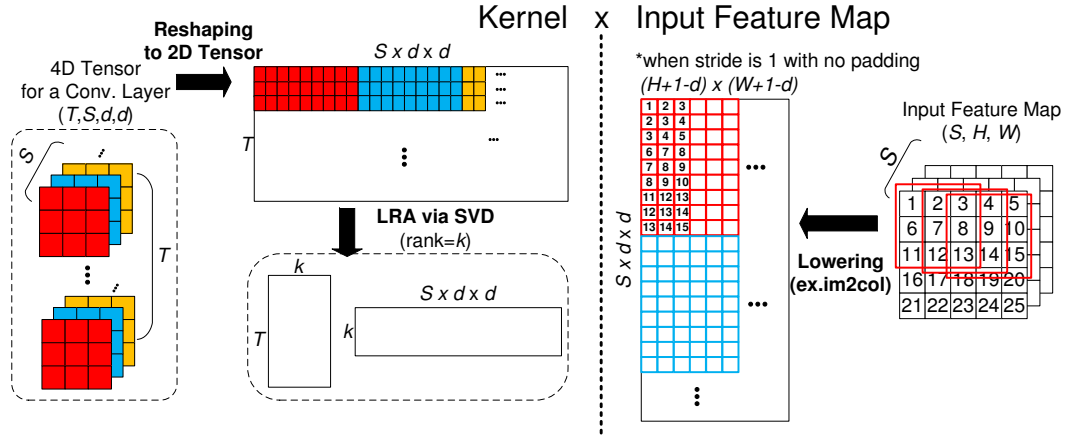 Kernel x Input Feature Map
Reshaping
to 2D Tensor
4D Tensor
for a Conv. Layer
(T,S,d,d)
S
T
S x d x d
T
LRA via SVD
(rank=k)
k
T
S x d x d
k
*when stride is 1 with no padding
(H+1-d) x (W+1-d)
1 2 3
2 3 4
3 4 5
6 7 8
7 8 9
8 9 10
11 12 13
12 13 14
13 14 15
S x d x d
Lowering
(ex.im2col)
Input Feature Map
(S, H, W)
S
1 2 3 4 5
6 7 8 9 10
11 12 13 14 15
16 17 18 19 20
21 22 23 24 25